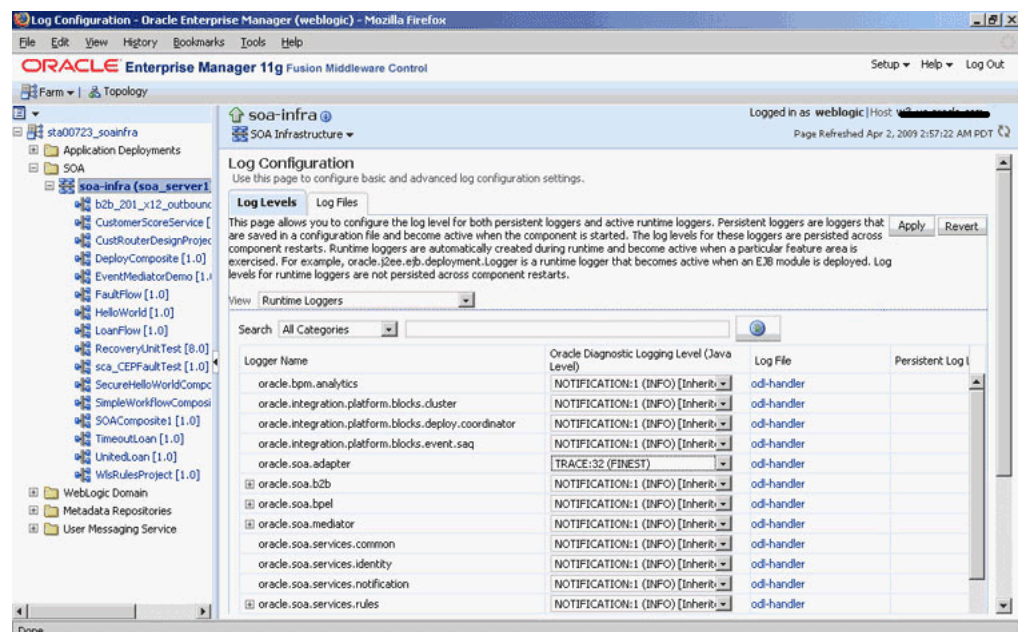 Log Configuration - Oracle Enterprise Manager (weblogic) - Mozilla Firefox
File Edit View History Bookmarks Tools Help
ORACLE Enterprise Manager 11g Fusion Middleware Control
Setup Help Log Out
Farm Topology
sta00723_soainfra
Application Deployments
SOA
soa-infra (soa_server1
b2b_201_x12_outbound
CustomerScoreService [
CustRouterDesignProjec
DeployComposite [1.0]
EventMediatorDemo [1.
FaultFlow [1.0]
HelloWorld [1.0]
LoanFlow [1.0]
RecoveryUnitTest [8.0]
sca_CEPFaultTest [1.0]
SecureHelloWorldCompc
SimpleWorkflowComposi
SOAComposite1 [1.0]
TimeoutLoan [1.0]
UnitedLoan [1.0]
WlsRulesProject [1.0]
WebLogic Domain
Metadata Repositories
User Messaging Service
soa-infra
Logged in as weblogic|Host
SOA Infrastructure
Page Refreshed Apr 2, 2009 2:57:22 AM PDT
Log Configuration
Use this page to configure basic and advanced log configuration settings.
Log Levels Log Files
This page allows you to configure the log level for both persistent loggers and active runtime loggers. Persistent loggers are loggers that
are saved in a configuration file and become active when the component is started. The log levels for these loggers are persisted across
component restarts. Runtime loggers are automatically created during runtime and become active when a particular feature area is
exercised. For example, oracle.j2ee.ejb.deployment.Logger is a runtime logger that becomes active when an EJB module is deployed. Log
levels for runtime loggers are not persisted across component restarts.
Apply Revert
View Runtime Loggers
Search All Categories
Logger Name Oracle Diagnostic Logging Level (Java Level) Log File Persistent Log L
oracle.bpm.analytics NOTIFICATION:1 (INFO) [Inherit odl-handler
oracle.integration.platform.blocks.cluster NOTIFICATION:1 (INFO) [Inherit odl-handler
oracle.integration.platform.blocks.deploy.coordinator NOTIFICATION:1 (INFO) [Inherit odl-handler
oracle.integration.platform.blocks.event.saq NOTIFICATION:1 (INFO) [Inherit odl-handler
oracle.soa.adapter TRACE:32 (FINEST) odl-handler
oracle.soa.b2b NOTIFICATION:1 (INFO) [Inherit odl-handler
oracle.soa.bpel NOTIFICATION:1 (INFO) [Inherit odl-handler
oracle.soa.mediator NOTIFICATION:1 (INFO) [Inherit odl-handler
oracle.soa.services.common NOTIFICATION:1 (INFO) [Inherit odl-handler
oracle.soa.services.identity NOTIFICATION:1 (INFO) [Inherit odl-handler
oracle.soa.services.notification NOTIFICATION:1 (INFO) [Inherit odl-handler
oracle.soa.services.rules NOTIFICATION:1 (INFO) [Inherit odl-handler
Done